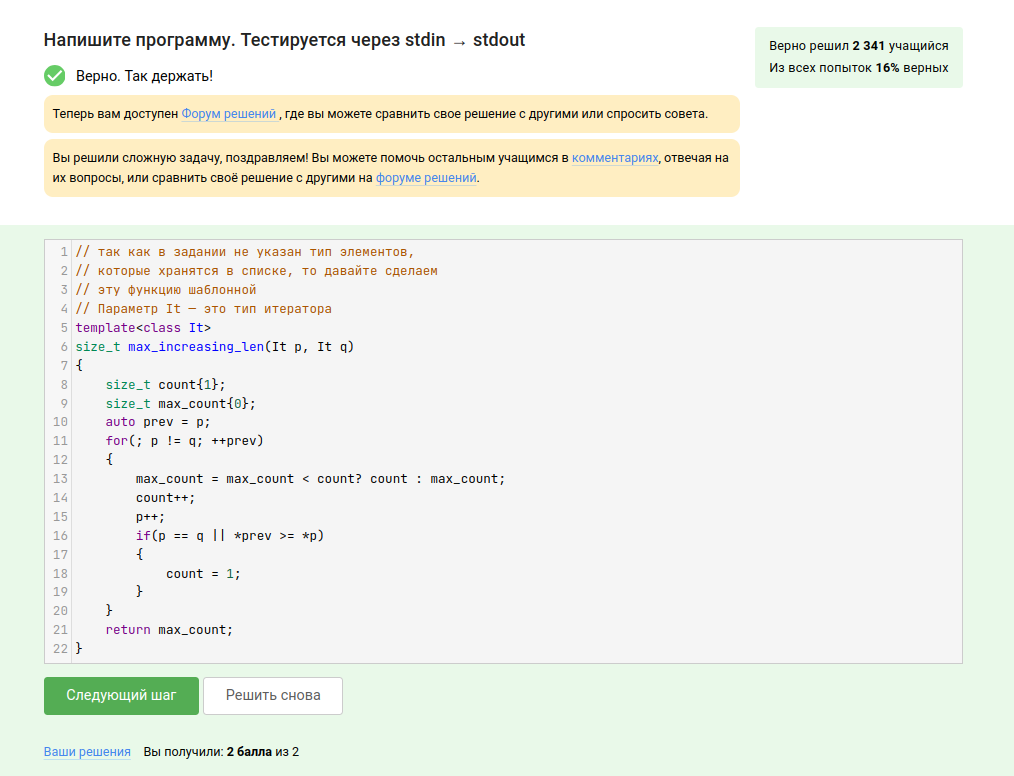 Напишите программу. Тестируется через stdin → stdout
Верно решил 2 341 учащийся
Из всех попыток 16% верных
Верно. Так держать!
Теперь вам доступен Форум решений , где вы можете сравнить свое решение с другими или спросить совета.
Вы решили сложную задачу, поздравляем! Вы можете помочь остальным учащимся в комментариях, отвечая на
их вопросы, или сравнить своё решение с другими на форуме решений.
1 // так как в задании не указан тип элементов,
2 // которые хранятся в списке, то давайте сделаем
3 // эту функцию шаблонной
4 // Параметр It — это тип итератора
5 template<class It>
6 size_t max_increasing_len(It p, It q)
7 {
8     size_t count{1};
9     size_t max_count{0};
10     auto prev = p;
11     for(; p != q; ++prev)
12     {
13         max_count = max_count < count? count : max_count;
14         count++;
15         p++;
16         if(p == q || *prev >= *p)
17         {
18             count = 1;
19         }
20     }
21     return max_count;
22 }
Следующий шаг
Решить снова
Ваши решения Вы получили: 2 балла из 2